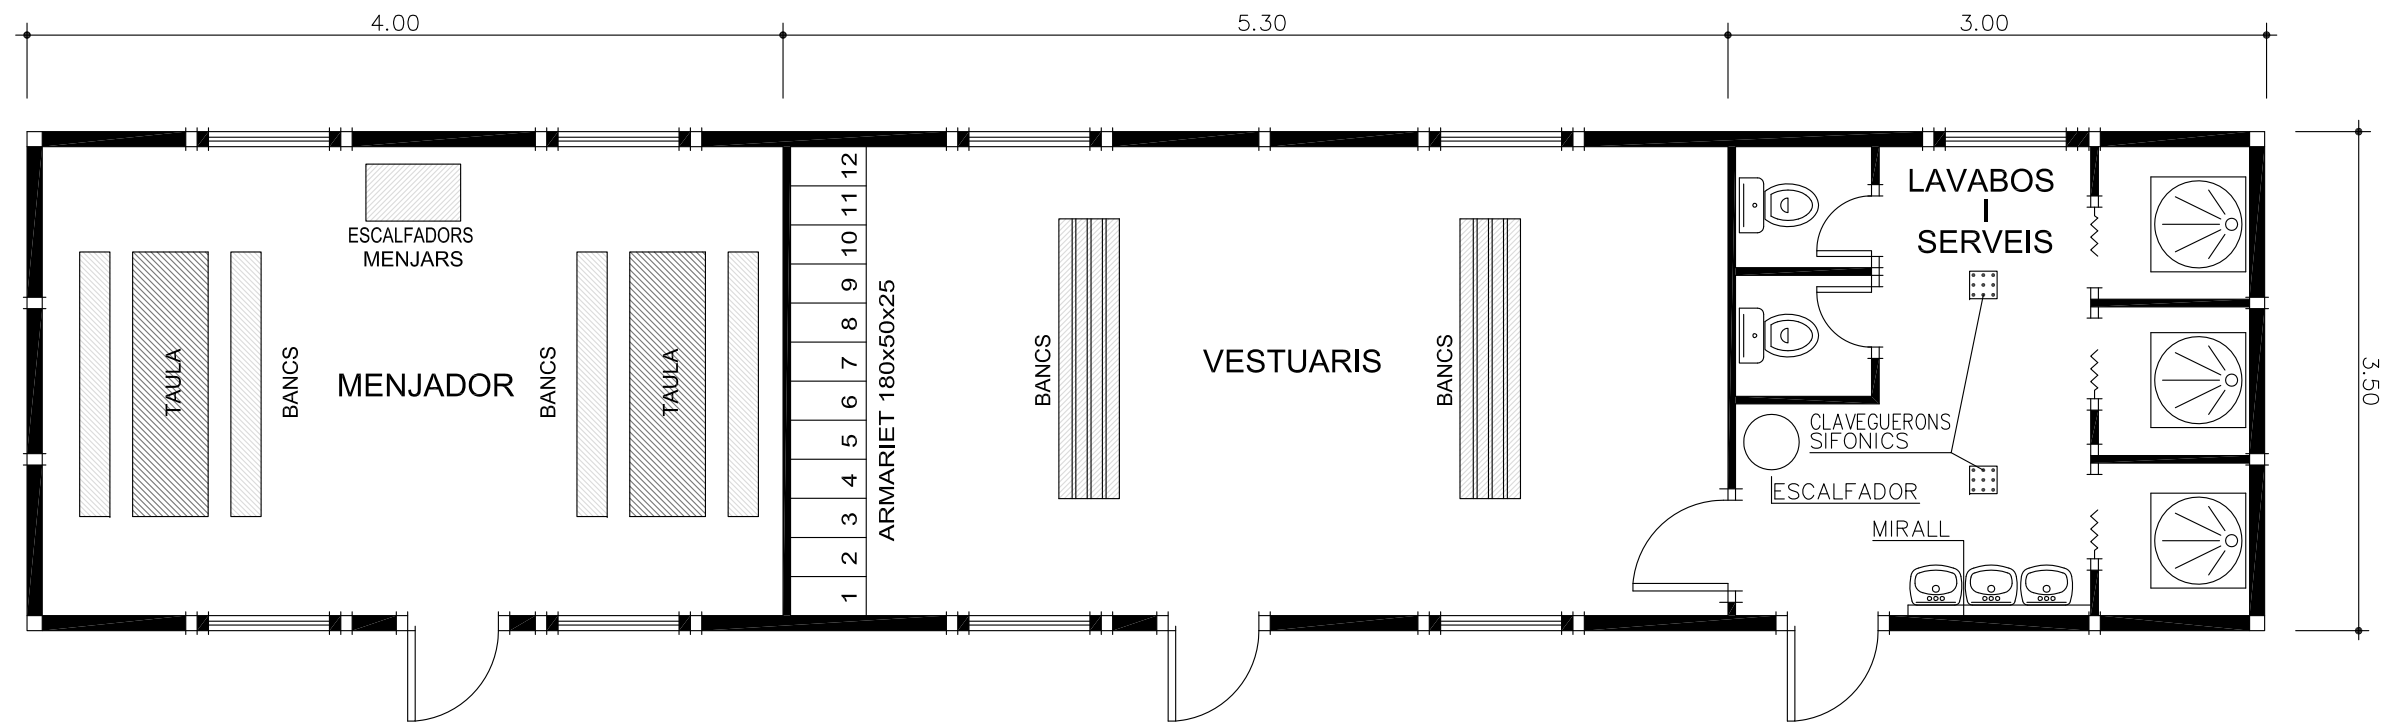 4.00
5.30
3.00
3.50
ESCALFADORS
MENJARS
TAULA
BANCS
MENJADOR
BANCS
TAULA
12
11
10
9
8
7
6
5
4
3
2
1
ARMARIET 180x50x25
BANCS
VESTUARIS
BANCS
LAVABOS
I
SERVEIS
CLAVEGUERONS
SIFONICS
ESCALFADOR
MIRALL